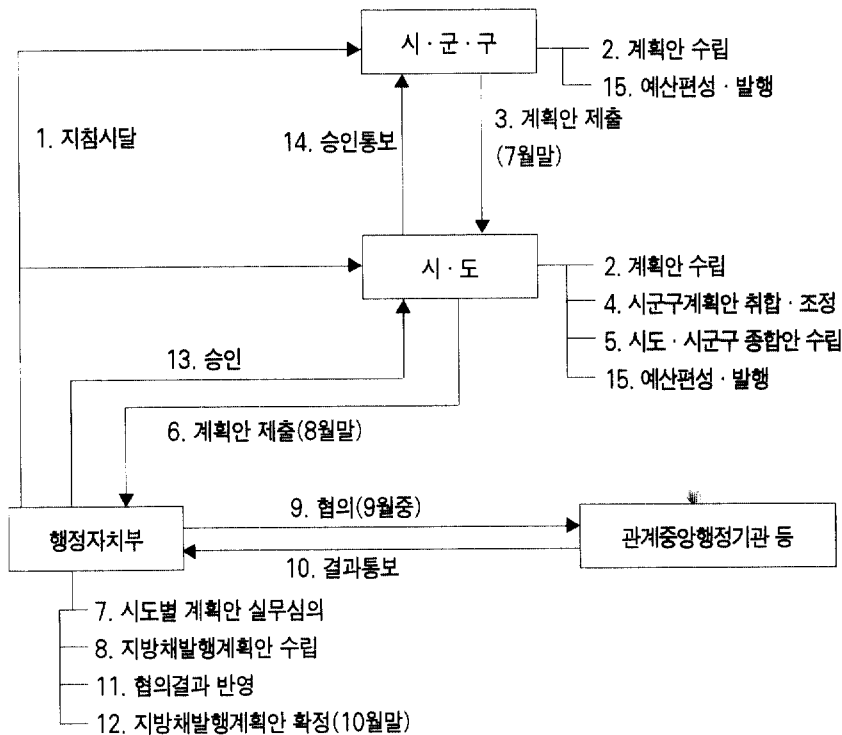 시·군·구
2. 계획안 수립
15. 예산편성·발행
1. 지침시달
14. 승인통보
3. 계획안 제출
(7월말)
시·도
2. 계획안 수립
4. 시군구계획안 취합·조정
5. 시도·시군구 종합안 수립
15. 예산편성·발행
13. 승인
6. 계획안 제출(8월말)
행정자치부
9. 협의(9월중)
10. 결과통보
관계중앙행정기관 등
7. 시도별 계획안 실무심의
8. 지방채발행계획안 수립
11. 협의결과 반영
12. 지방채발행계획안 확정(10월말)